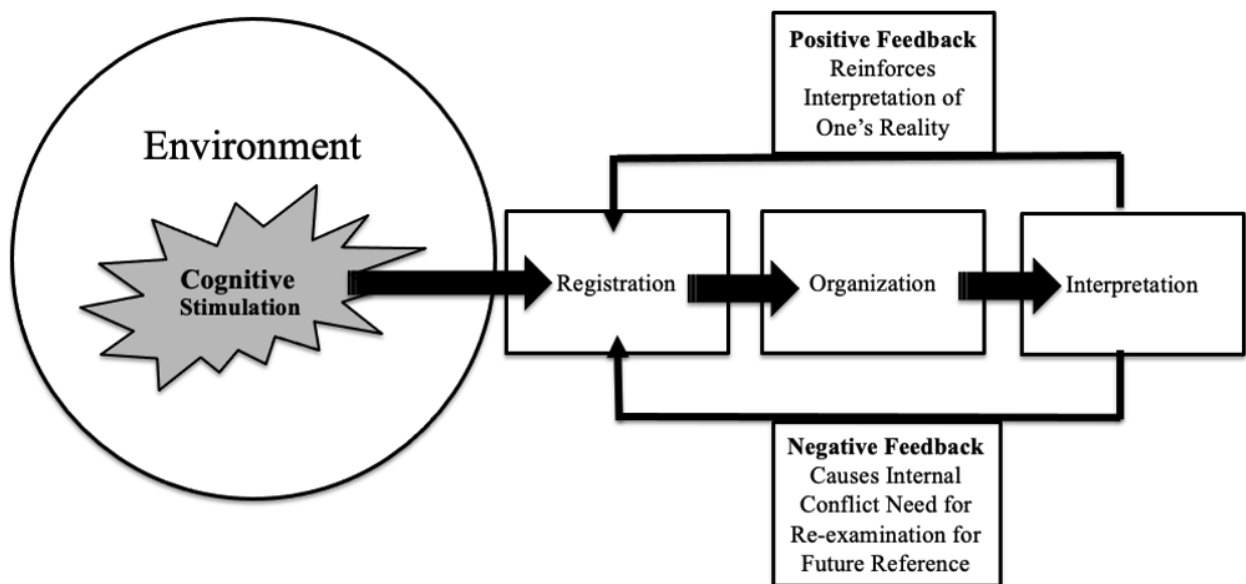 Positive Feedback
Reinforces
Interpretation of
One's Reality
Environment
Cognitive
Stimulation
Registration
Organization
Interpretation
Negative Feedback
Causes Internal
Conflict Need for
Re-examination for
Future Reference